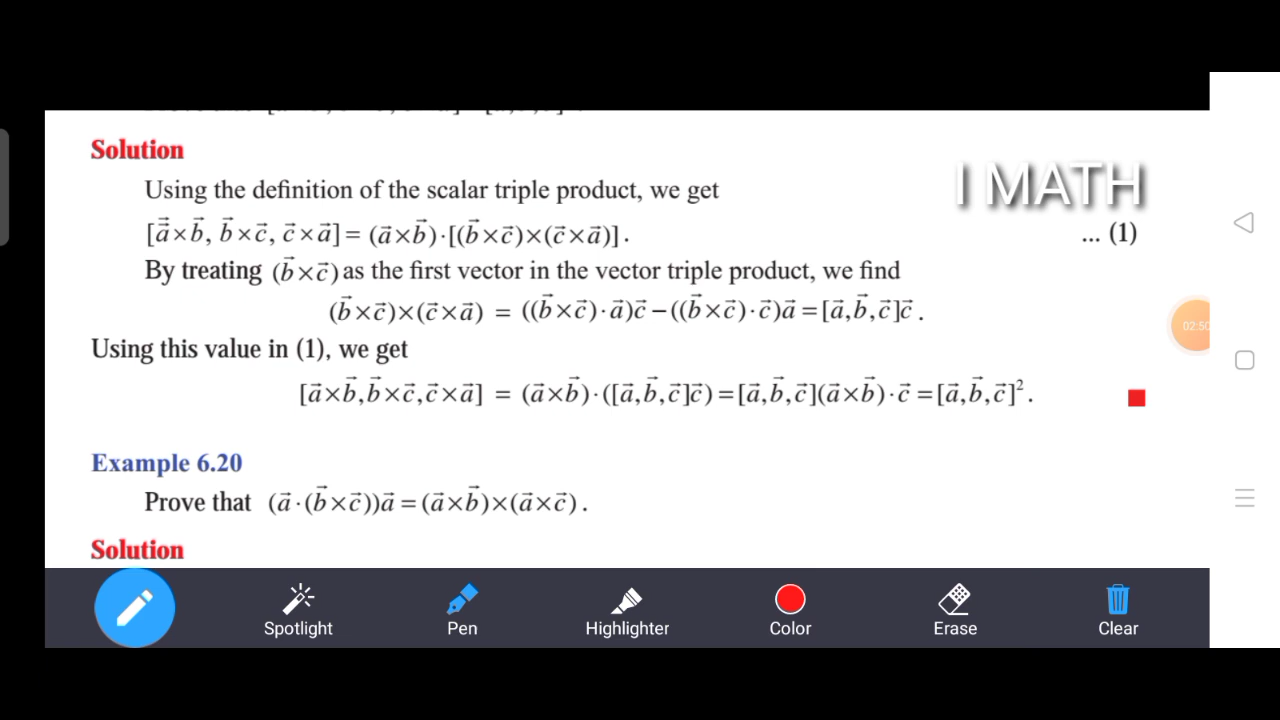 Solution
I MATH
Using the definition of the scalar triple product, we get
[a⃗×b⃗, b⃗×c⃗, c⃗×a⃗] = (a⃗×b⃗)·[(b⃗×c⃗)×(c⃗×a⃗)]. ... (1)
By treating (b⃗×c⃗) as the first vector in the vector triple product, we find
(b⃗×c⃗)×(c⃗×a⃗) = ((b⃗×c⃗)·a⃗)c⃗ − ((b⃗×c⃗)·c⃗)a⃗ = [a⃗,b⃗,c⃗]c⃗.
02:50
Using this value in (1), we get
[a⃗×b⃗,b⃗×c⃗,c⃗×a⃗] = (a⃗×b⃗)·([a⃗,b⃗,c⃗]c⃗) = [a⃗,b⃗,c⃗](a⃗×b⃗)·c⃗ = [a⃗,b⃗,c⃗]².
Example 6.20
Prove that (a⃗·(b⃗×c⃗))a⃗ = (a⃗×b⃗)×(a⃗×c⃗).
Solution
Spotlight Pen Highlighter Color Erase Clear